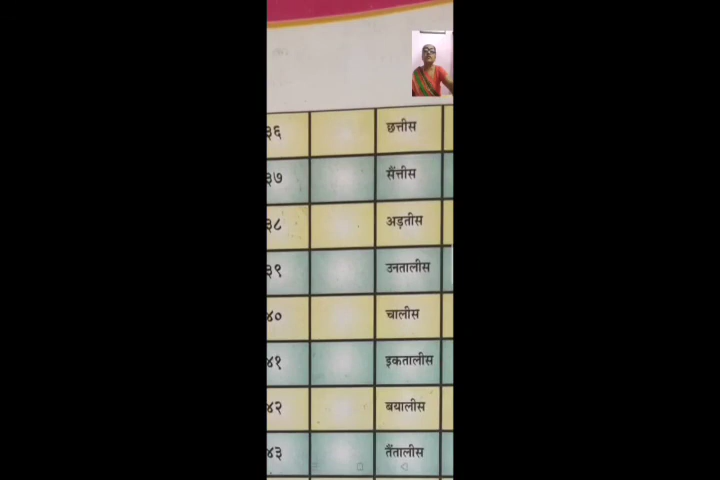 ३६ छत्तीस
३७ सैंत्तीस
३८ अड़तीस
३९ उनतालीस
४० चालीस
४१ इकतालीस
४२ बयालीस
४३ तैंतालीस